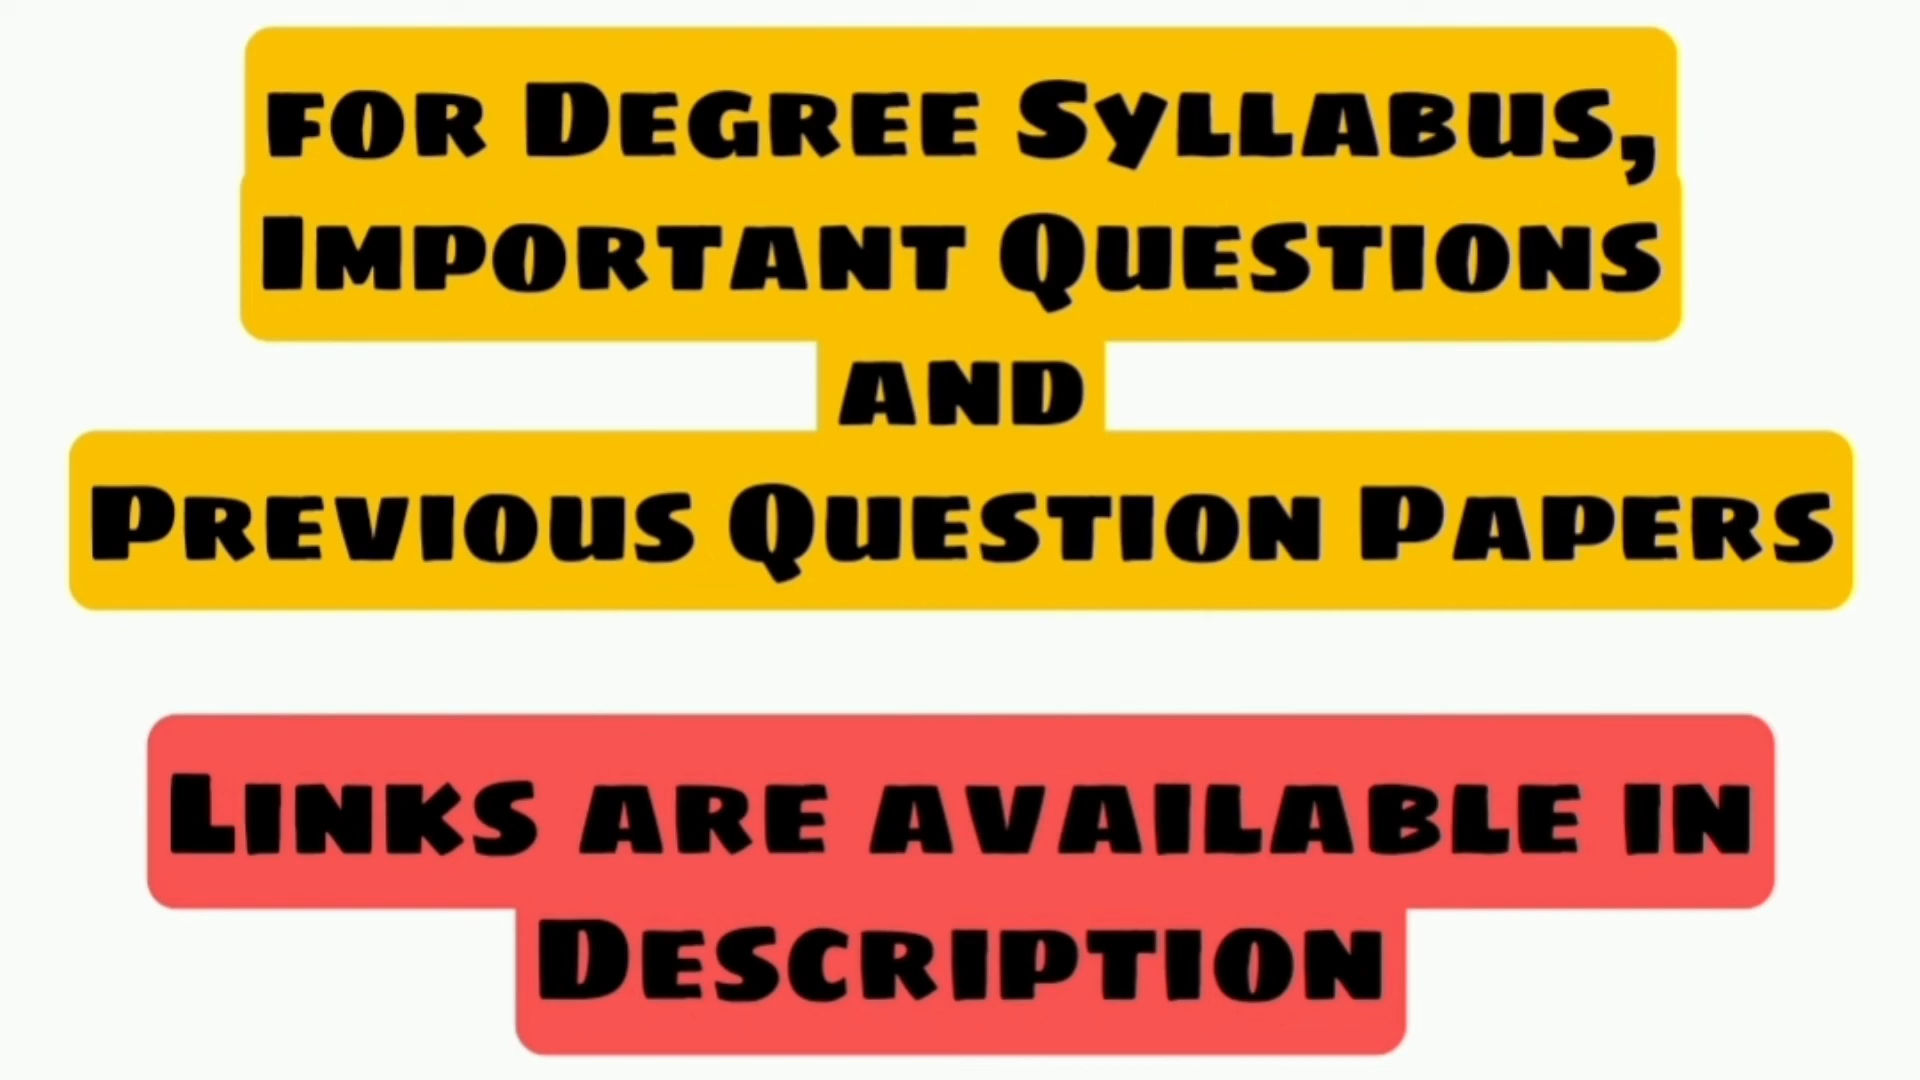 for Degree Syllabus,
Important Questions
and
Previous Question Papers
Links are available in
Description